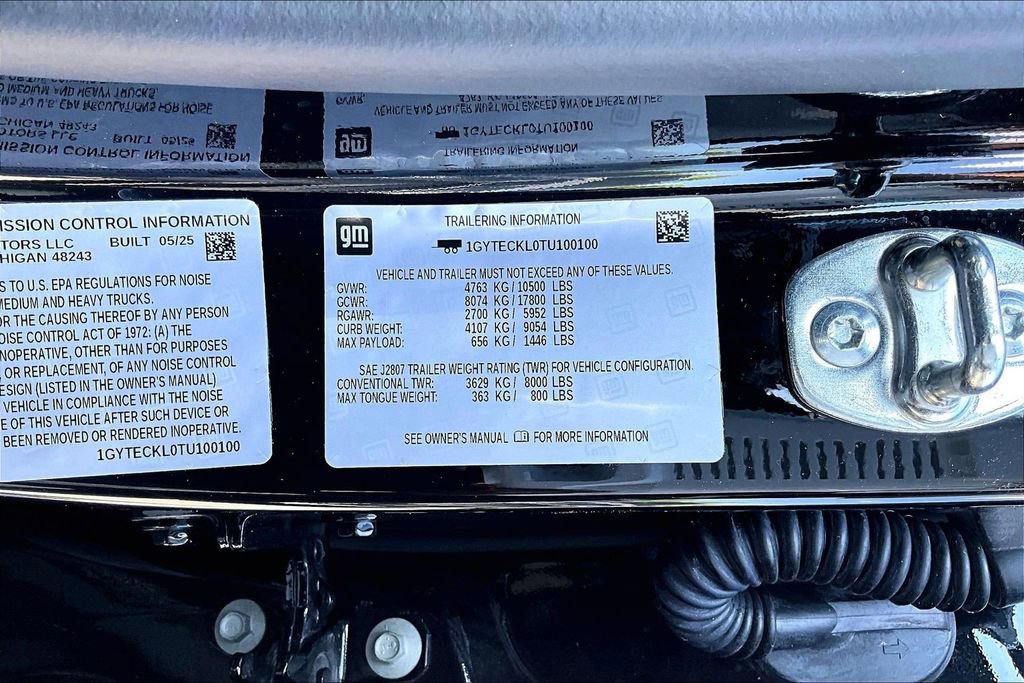 ISSION CONTROL INFORMATION
TORS LLC BUILT 05/25
HIGAN 48243
S TO U.S. EPA REGULATIONS FOR NOISE
MEDIUM AND HEAVY TRUCKS.
OR THE CAUSING THEREOF BY ANY PERSON
OISE CONTROL ACT OF 1972: (A) THE
NOPERATIVE, OTHER THAN FOR PURPOSES
, OR REPLACEMENT, OF ANY NOISE CONTROL
ESIGN (LISTED IN THE OWNER'S MANUAL)
VEHICLE IN COMPLIANCE WITH THE NOISE
E OF THIS VEHICLE AFTER SUCH DEVICE OR
BEEN REMOVED OR RENDERED INOPERATIVE.
1GYTECKL0TU100100
gm
TRAILERING INFORMATION
1GYTECKL0TU100100
VEHICLE AND TRAILER MUST NOT EXCEED ANY OF THESE VALUES.
GVWR: 4763 KG / 10500 LBS
GCWR: 8074 KG / 17800 LBS
RGAWR: 2700 KG / 5952 LBS
CURB WEIGHT: 4107 KG / 9054 LBS
MAX PAYLOAD: 656 KG / 1446 LBS
SAE J2807 TRAILER WEIGHT RATING (TWR) FOR VEHICLE CONFIGURATION.
CONVENTIONAL TWR: 3629 KG / 8000 LBS
MAX TONGUE WEIGHT: 363 KG / 800 LBS
SEE OWNER'S MANUAL FOR MORE INFORMATION